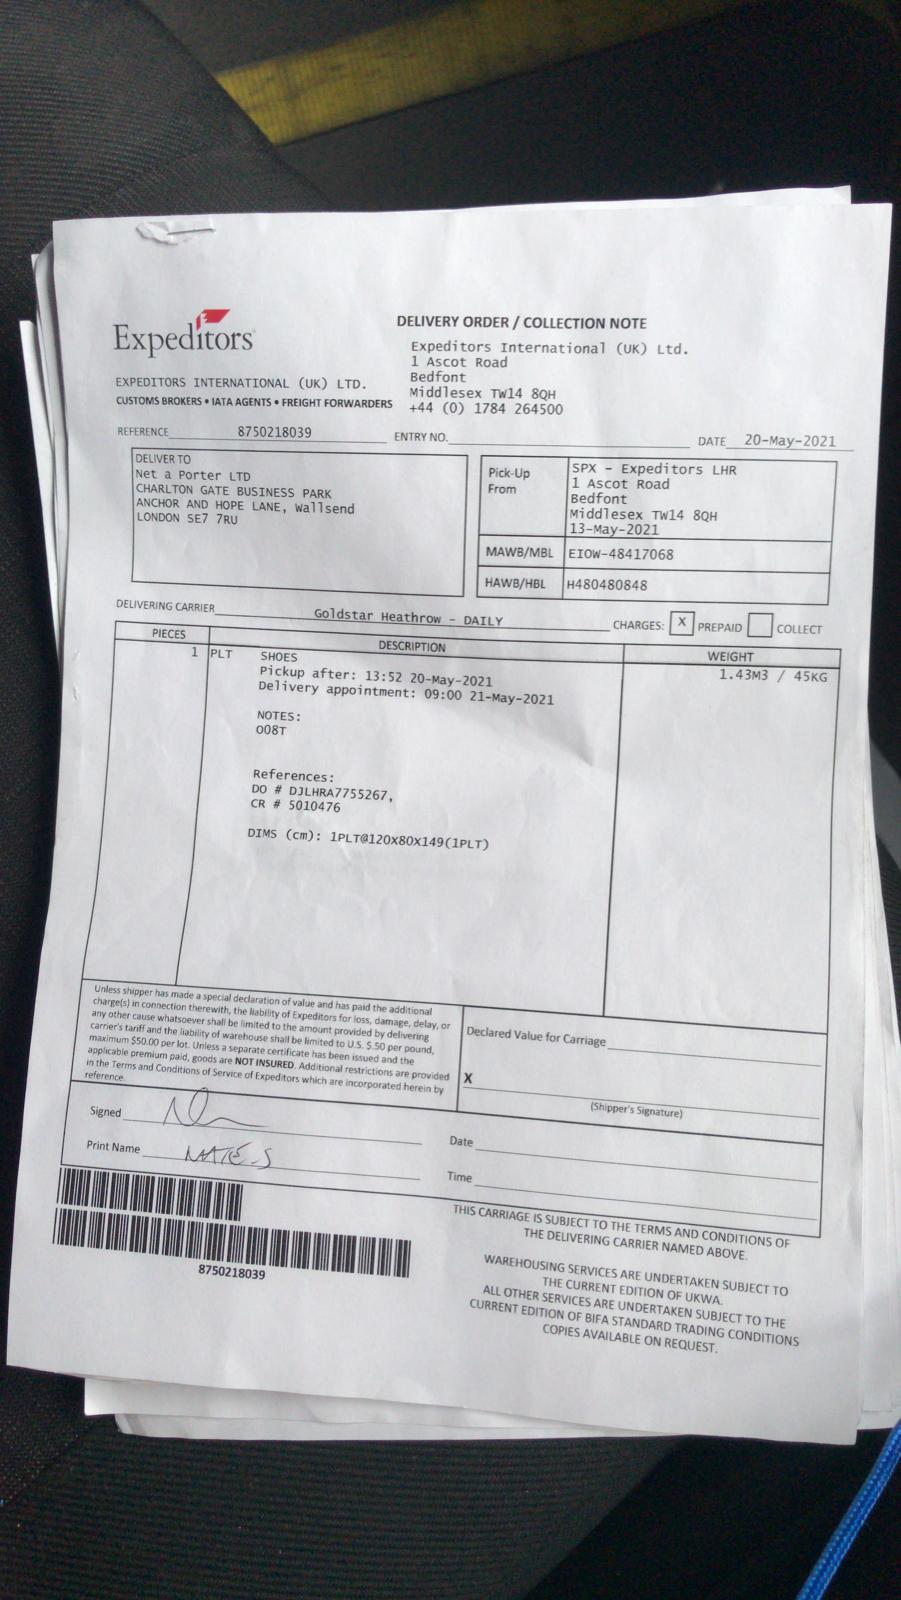 Expeditors
EXPEDITORS INTERNATIONAL (UK) LTD.
CUSTOMS BROKERS • IATA AGENTS • FREIGHT FORWARDERS
DELIVERY ORDER / COLLECTION NOTE
Expeditors International (UK) Ltd.
1 Ascot Road
Bedfont
Middlesex TW14 8QH
+44 (0) 1784 264500
REFERENCE 8750218039 ENTRY NO. DATE 20-May-2021
DELIVER TO
Net a Porter LTD
CHARLTON GATE BUSINESS PARK
ANCHOR AND HOPE LANE, Wallsend
LONDON SE7 7RU
Pick-Up
From
SPX - Expeditors LHR
1 Ascot Road
Bedfont
Middlesex TW14 8QH
13-May-2021
MAWB/MBL EIOW-48417068
HAWB/HBL H480480848
DELIVERING CARRIER Goldstar Heathrow - DAILY CHARGES: X PREPAID COLLECT
PIECES DESCRIPTION WEIGHT
1 PLT SHOES 1.43M3 / 45KG
Pickup after: 13:52 20-May-2021
Delivery appointment: 09:00 21-May-2021
NOTES:
008T
References:
DO # DJLHRA7755267,
CR # 5010476
DIMS (cm): 1PLT@120X80X149(1PLT)
Unless shipper has made a special declaration of value and has paid the additional
charge(s) in connection therewith, the liability of Expeditors for loss, damage, delay, or
any other cause whatsoever shall be limited to the amount provided by delivering
carrier's tariff and the liability of warehouse shall be limited to U.S. $.50 per pound,
maximum $50.00 per lot. Unless a separate certificate has been issued and the
applicable premium paid, goods are NOT INSURED. Additional restrictions are provided
in the Terms and Conditions of Service of Expeditors which are incorporated herein by
reference.
Declared Value for Carriage
X
(Shipper's Signature)
Signed
Print Name MATE.S
Date
Time
8750218039
THIS CARRIAGE IS SUBJECT TO THE TERMS AND CONDITIONS OF
THE DELIVERING CARRIER NAMED ABOVE.
WAREHOUSING SERVICES ARE UNDERTAKEN SUBJECT TO
THE CURRENT EDITION OF UKWA.
ALL OTHER SERVICES ARE UNDERTAKEN SUBJECT TO THE
CURRENT EDITION OF BIFA STANDARD TRADING CONDITIONS
COPIES AVAILABLE ON REQUEST.